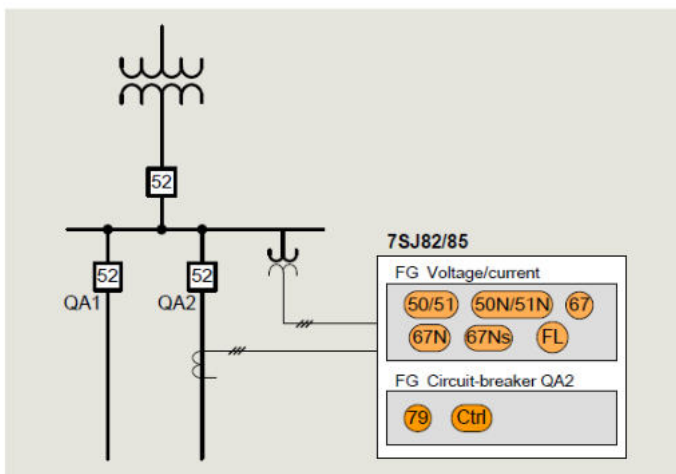 52
52
52
QA1
QA2
7SJ82/85
FG Voltage/current
50/51 50N/51N 67
67N 67Ns FL
FG Circuit-breaker QA2
79 Ctrl